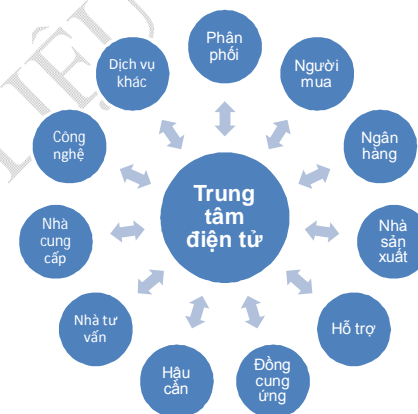 LIỆU
Phân
phối
Người
mua
Ngân
hàng
Nhà
sản
xuất
Hỗ trợ
Đồng
cung
ứng
Hậu
cần
Nhà tư
vấn
Nhà
cung
cấp
Công
nghệ
Dịch vụ
khác
Trung
tâm
điện tử